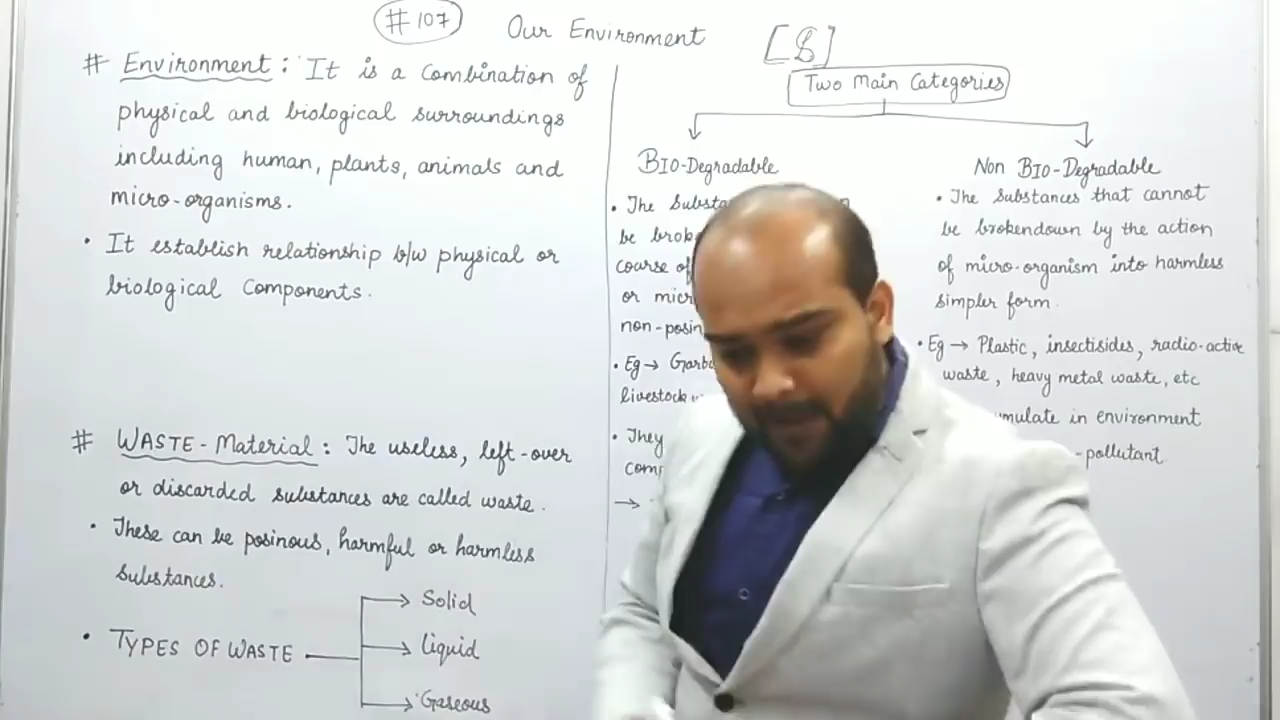 # 107
Our Environment
# Environment : It is a combination of
physical and biological surroundings
including human, plants, animals and
micro-organisms.
• It establish relationship b/w physical or
biological components.
# WASTE-Material : The useless, left-over
or discarded substances are called waste.
• These can be posinous, harmful or harmless
substances.
• TYPES OF WASTE
→ Solid
→ liquid
→ Gaseous
Two Main Categories
BIO-Degradable
• The Substa
be brok
course of
or micr
non-posin
• Eg →
livestock
• They
comp
→
Non BIO-Degradable
• The Substances that cannot
be brokendown by the action
of micro-organism into harmless
simpler form.
• Eg → Plastic, insectisides, radio-active
waste, heavy metal waste, etc
mulate in environment
-pollutant